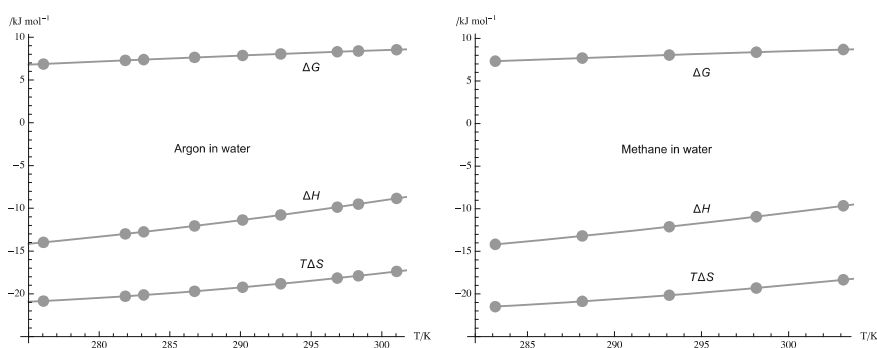 /kJ mol⁻¹
10
5
0
−5
−10
−15
−20
280
285
290
295
300
T/K
ΔG
Argon in water
ΔH
TΔS
/kJ mol⁻¹
10
5
0
−5
−10
−15
−20
285
290
295
300
T/K
ΔG
Methane in water
ΔH
TΔS